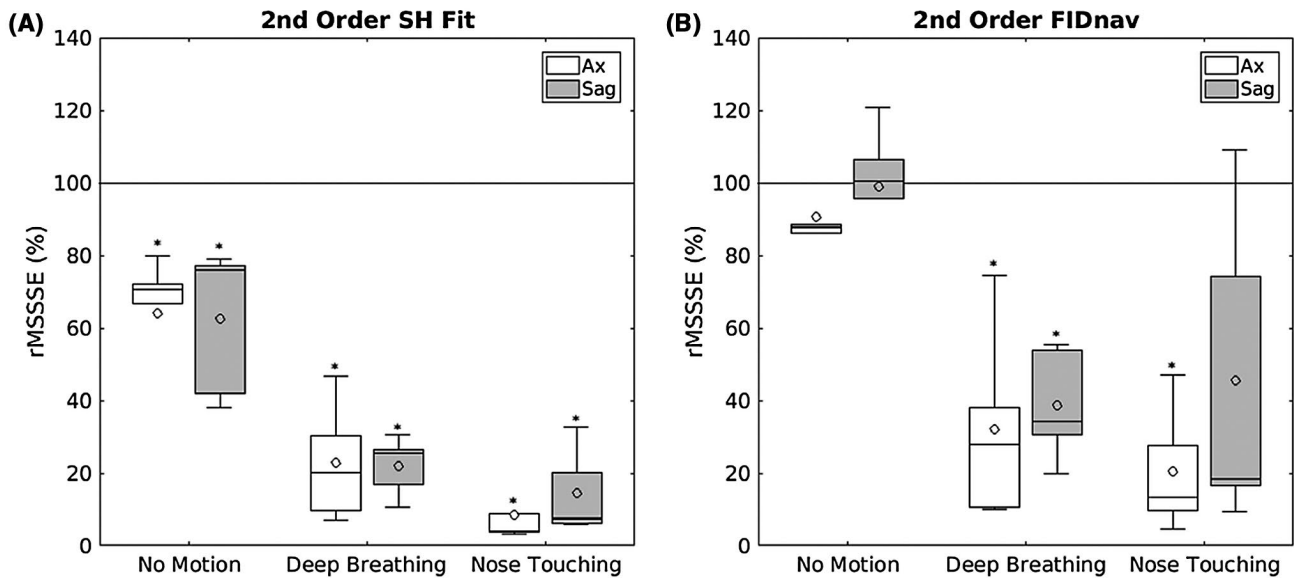 (A) 2nd Order SH Fit
140
120
100
80
60
40
20
0
rMSSSE (%)
Ax
Sag
* * * * * *
No Motion Deep Breathing Nose Touching
(B) 2nd Order FIDnav
140
120
100
80
60
40
20
0
rMSSSE (%)
Ax
Sag
* * *
No Motion Deep Breathing Nose Touching